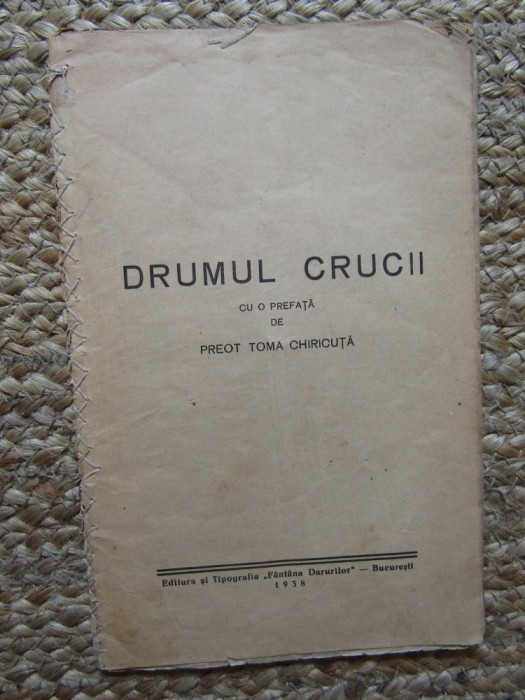 DRUMUL CRUCII
CU O PREFAȚĂ
DE
PREOT TOMA CHIRICUȚĂ
Editura și Tipografia „Fântâna Darurilor” — București
1938